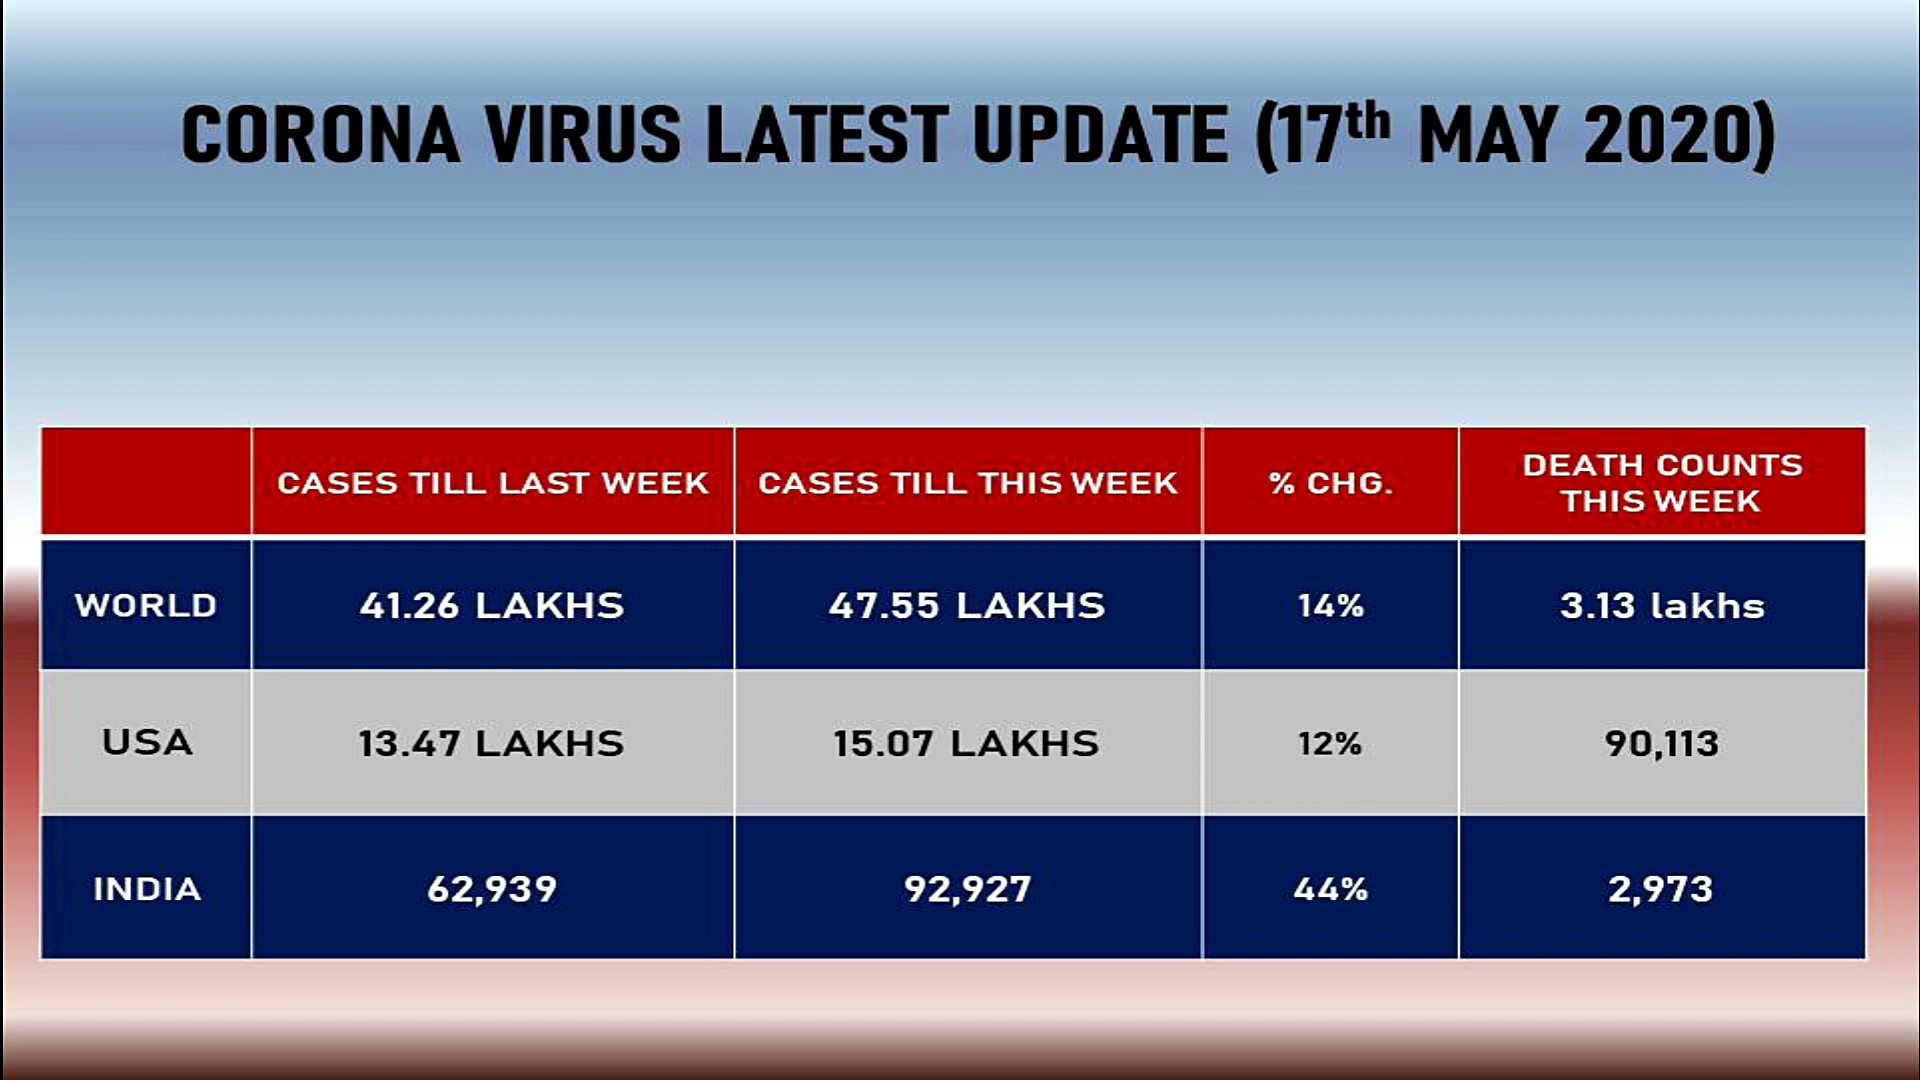 CORONA VIRUS LATEST UPDATE (17th MAY 2020)
CASES TILL LAST WEEK CASES TILL THIS WEEK % CHG. DEATH COUNTS
THIS WEEK
WORLD 41.26 LAKHS 47.55 LAKHS 14% 3.13 lakhs
USA 13.47 LAKHS 15.07 LAKHS 12% 90,113
INDIA 62,939 92,927 44% 2,973